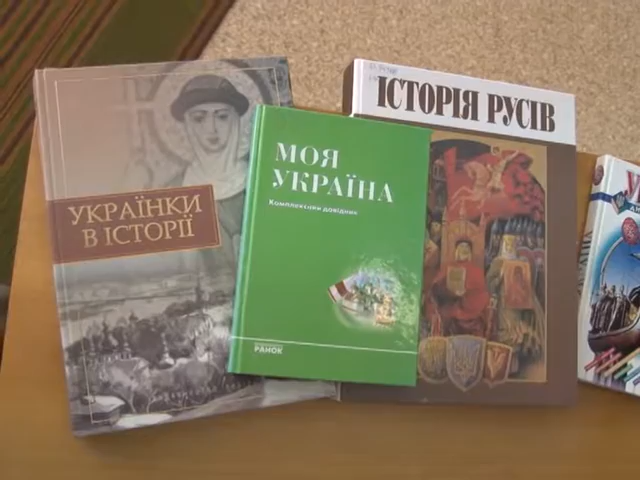 УКРАЇНКИ
В ІСТОРІЇ
МОЯ
УКРАЇНА
Комплексний довідник
РАНОК
ІСТОРІЯ РУСІВ